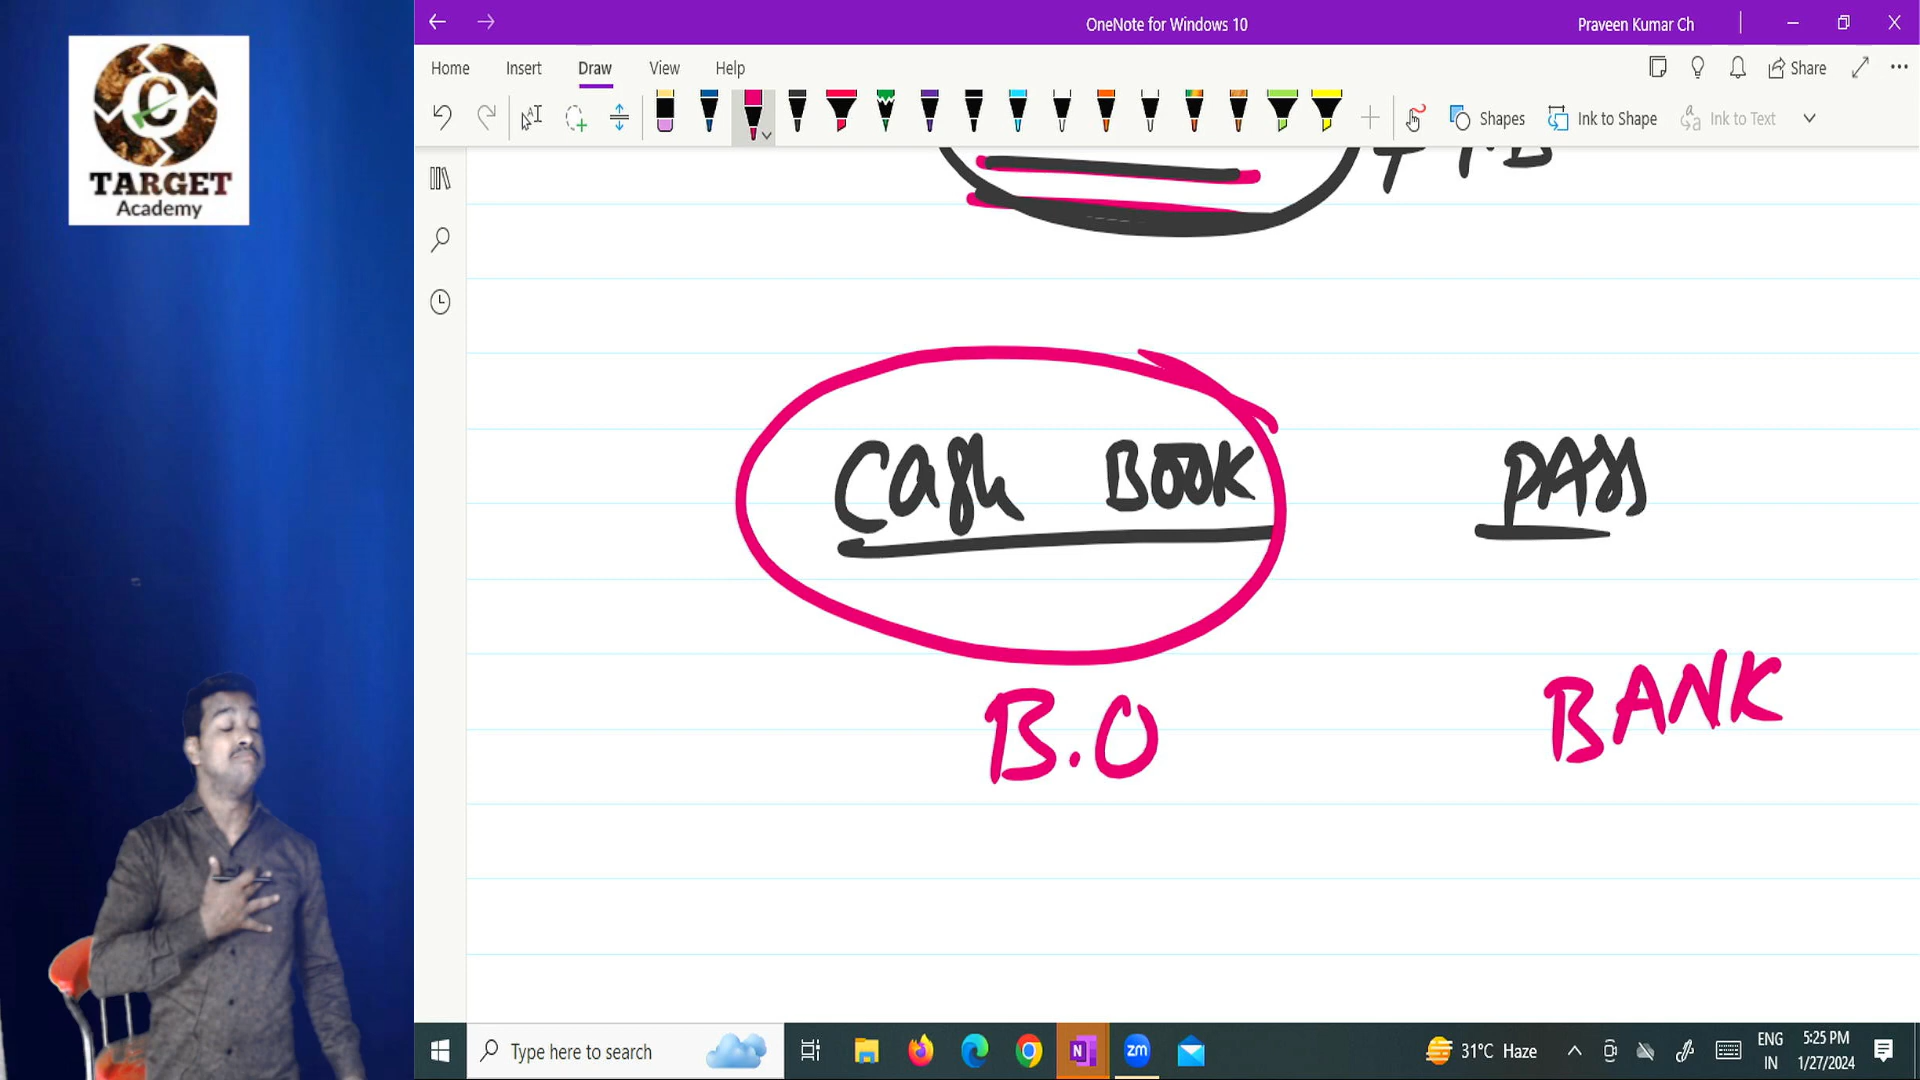 OneNote for Windows 10
Praveen Kumar Ch
Home Insert Draw View Help
Share
Shapes Ink to Shape Ink to Text
TARGET
Academy
Cash BOOK PASS
B.O BANK
Type here to search
zm
31°C Haze
ENG
IN
5:25 PM
1/27/2024